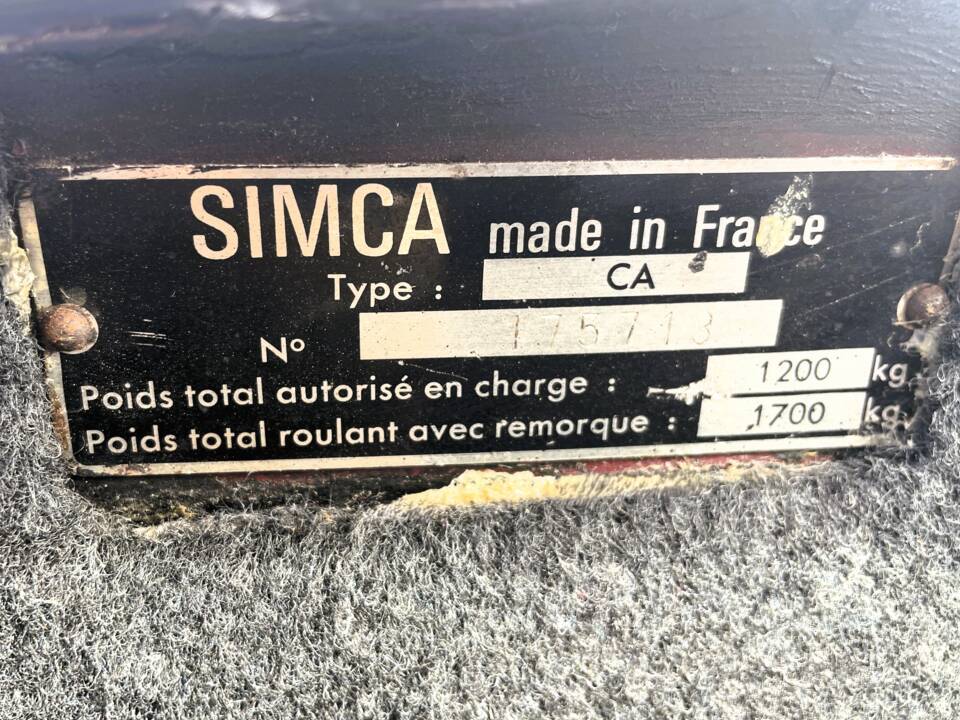 SIMCA made in France
Type : CA
Nº 175713
Poids total autorisé en charge : 1200 kg
Poids total roulant avec remorque : 1700 kg